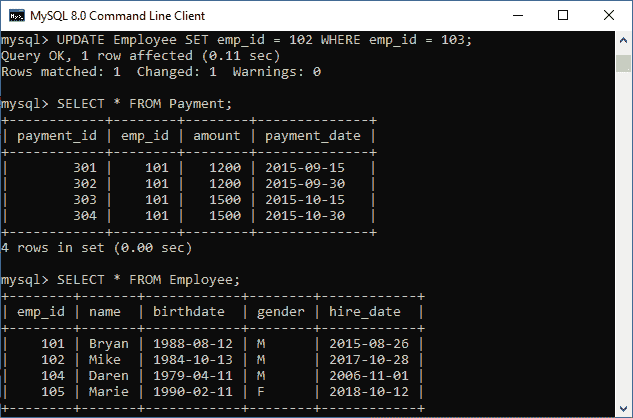 MySQL 8.0 Command Line Client
mysql> UPDATE Employee SET emp_id = 102 WHERE emp_id = 103;
Query OK, 1 row affected (0.11 sec)
Rows matched: 1  Changed: 1  Warnings: 0

mysql> SELECT * FROM Payment;
+------------+--------+--------+--------------+
| payment_id | emp_id | amount | payment_date |
+------------+--------+--------+--------------+
|        301 |    101 |   1200 | 2015-09-15   |
|        302 |    101 |   1200 | 2015-09-30   |
|        303 |    101 |   1500 | 2015-10-15   |
|        304 |    101 |   1500 | 2015-10-30   |
+------------+--------+--------+--------------+
4 rows in set (0.00 sec)

mysql> SELECT * FROM Employee;
+--------+-------+------------+--------+------------+
| emp_id | name  | birthdate  | gender | hire_date  |
+--------+-------+------------+--------+------------+
|    101 | Bryan | 1988-08-12 | M      | 2015-08-26 |
|    102 | Mike  | 1984-10-13 | M      | 2017-10-28 |
|    104 | Daren | 1979-04-11 | M      | 2006-11-01 |
|    105 | Marie | 1990-02-11 | F      | 2018-10-12 |
+--------+-------+------------+--------+------------+